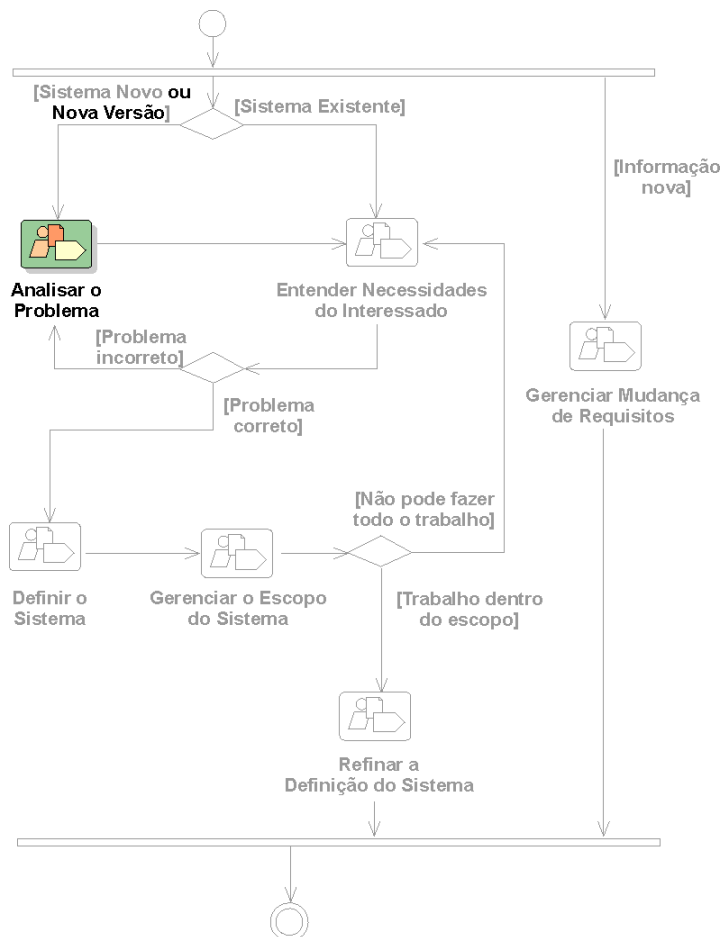 [Sistema Novo ou
Nova Versão]
[Sistema Existente]
[Informação
nova]
Analisar o
Problema
Entender Necessidades
do Interessado
[Problema
incorreto]
Gerenciar Mudança
de Requisitos
[Problema
correto]
[Não pode fazer
todo o trabalho]
Definir o
Sistema
Gerenciar o Escopo
do Sistema
[Trabalho dentro
do escopo]
Refinar a
Definição do Sistema